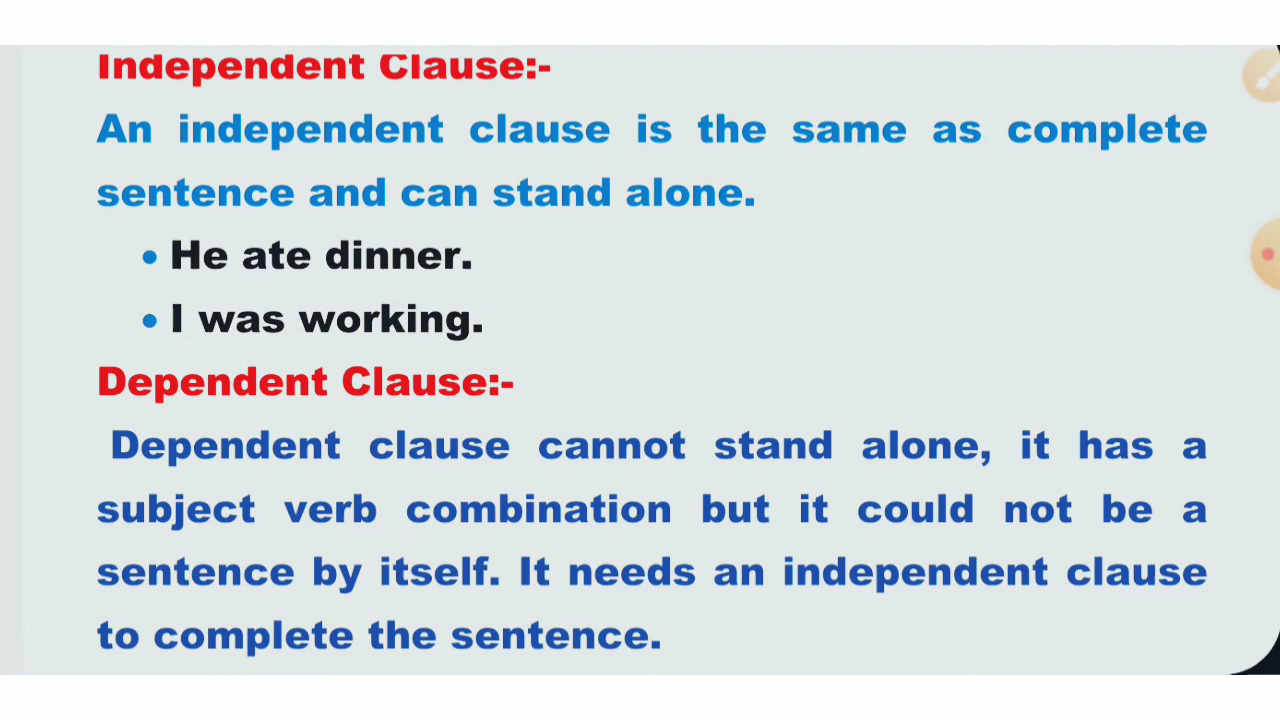 Independent Clause:-
An independent clause is the same as complete
sentence and can stand alone.
• He ate dinner.
• I was working.
Dependent Clause:-
Dependent clause cannot stand alone, it has a
subject verb combination but it could not be a
sentence by itself. It needs an independent clause
to complete the sentence.